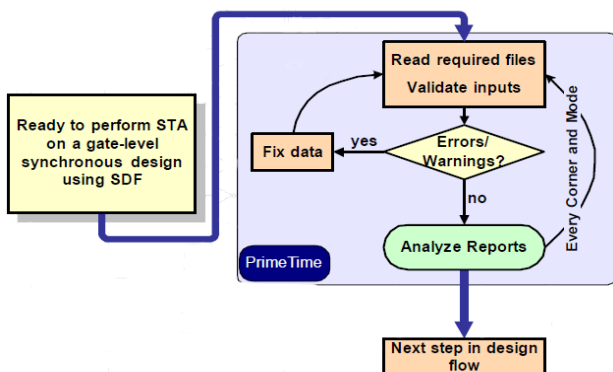 Ready to perform STA
on a gate-level
synchronous design
using SDF
Read required files
Validate inputs
Errors/
Warnings?
yes
Fix data
no
Every Corner and Mode
Analyze Reports
PrimeTime
Next step in design
flow